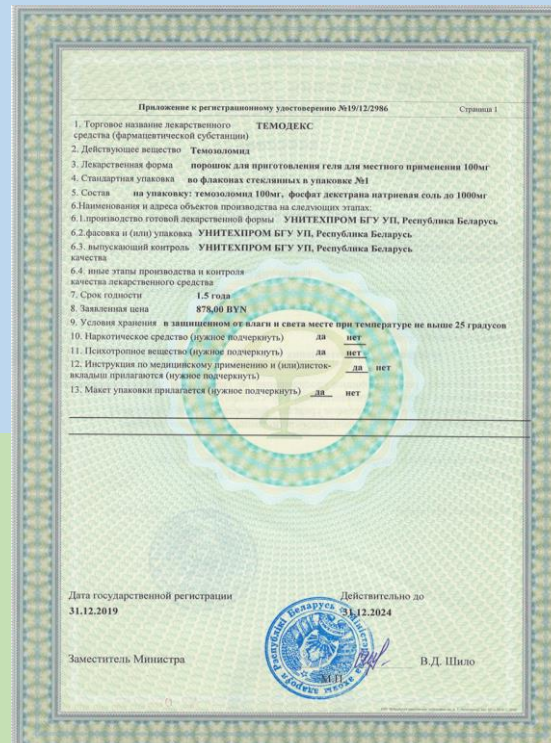 Приложение к регистрационному удостоверению №19/12/2986 Страница 1
1. Торговое название лекарственного ТЕМОДЕКС
средства (фармацевтической субстанции)
2. Действующее вещество Темозоломид
3. Лекарственная форма порошок для приготовления геля для местного применения 100мг
4. Стандартная упаковка во флаконах стеклянных в упаковке №1
5. Состав на упаковку: темозоломид 100мг, фосфат декстрана натриевая соль до 1000мг
6.Наименования и адреса объектов производства на следующих этапах:
6.1.производство готовой лекарственной формы УНИТЕХПРОМ БГУ УП, Республика Беларусь
6.2.фасовка и (или) упаковка УНИТЕХПРОМ БГУ УП, Республика Беларусь
6.3. выпускающий контроль УНИТЕХПРОМ БГУ УП, Республика Беларусь
качества
6.4. иные этапы производства и контроля
качества лекарственного средства
7. Срок годности 1.5 года
8. Заявленная цена 878,00 BYN
9. Условия хранения в защищенном от влаги и света месте при температуре не выше 25 градусов
10. Наркотическое средство (нужное подчеркнуть) да нет
11. Психотропное вещество (нужное подчеркнуть) да нет
12. Инструкция по медицинскому применению и (или)листок-
вкладыш прилагаются (нужное подчеркнуть) да нет
13. Макет упаковки прилагается (нужное подчеркнуть) да нет
Дата государственной регистрации Действительно до
31.12.2019 31.12.2024
Заместитель Министра В.Д. Шило
М.П.